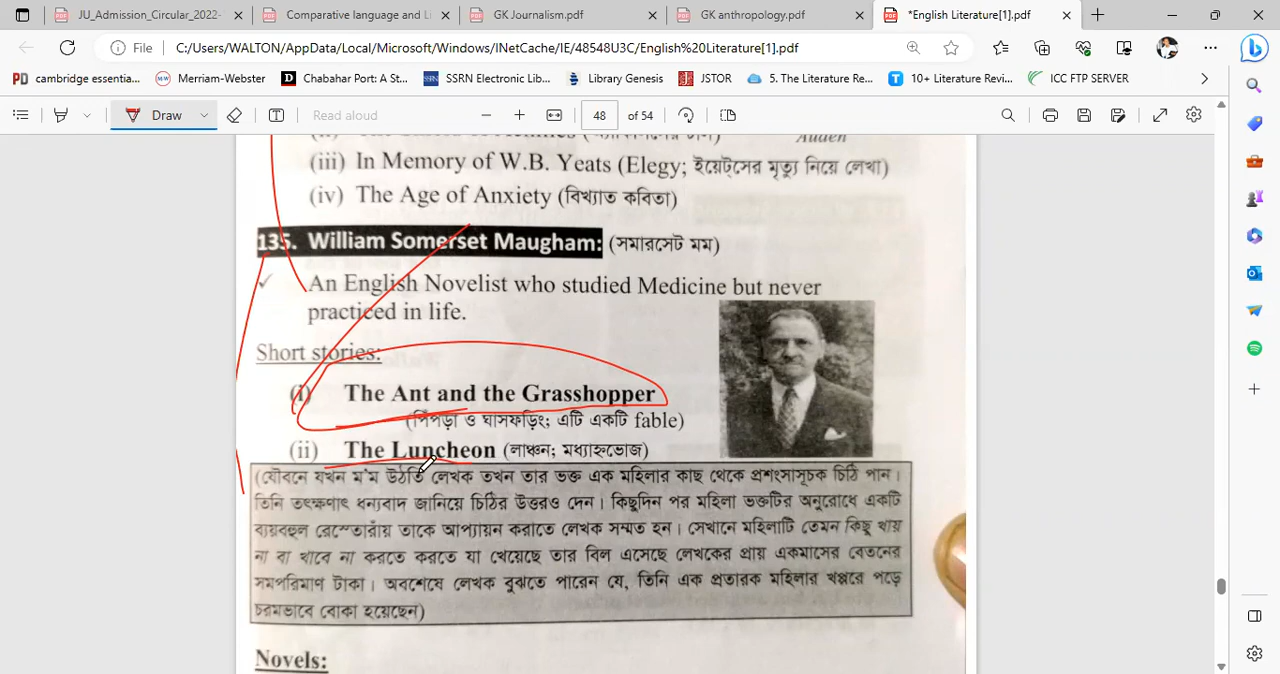 JU_Admission_Circular_2022-
Comparative language and Li
GK Journalism.pdf
GK anthropology.pdf
*English Literature[1].pdf
File C:/Users/WALTON/AppData/Local/Microsoft/Windows/INetCache/IE/48548U3C/English%20Literature[1].pdf
PD cambridge essentia...
Merriam-Webster
D Chabahar Port: A St...
SSRN SSRN Electronic Lib...
Library Genesis
JSTOR
5. The Literature Re...
T 10+ Literature Revi...
ICC FTP SERVER
Draw
Read aloud
48 of 54
Auden
(iii) In Memory of W.B. Yeats (Elegy; ইয়েট্সের মৃত্যু নিয়ে লেখা)
(iv) The Age of Anxiety (বিখ্যাত কবিতা)
135. William Somerset Maugham: (সমারসেট মম)
An English Novelist who studied Medicine but never
practiced in life.
Short stories:
(i) The Ant and the Grasshopper
(পিঁপড়া ও ঘাসফড়িং; এটি একটি fable)
(ii) The Luncheon (লাঞ্চন; মধ্যাহ্নভোজ)
(যৌবনে যখন ম'ম উঠতি লেখক তখন তার ভক্ত এক মহিলার কাছ থেকে প্রশংসাসূচক চিঠি পান।
তিনি তৎক্ষণাৎ ধন্যবাদ জানিয়ে চিঠির উত্তরও দেন। কিছুদিন পর মহিলা ভক্তটির অনুরোধে একটি
ব্যয়বহুল রেস্তোরাঁয় তাকে আপ্যায়ন করাতে লেখক সম্মত হন। সেখানে মহিলাটি তেমন কিছু খায়
না বা খাবে না করতে করতে যা খেয়েছে তার বিল এসেছে লেখকের প্রায় একমাসের বেতনের
সমপরিমাণ টাকা। অবশেষে লেখক বুঝতে পারেন যে, তিনি এক প্রতারক মহিলার খপ্পরে পড়ে
চরমভাবে বোকা হয়েছেন)
Novels: